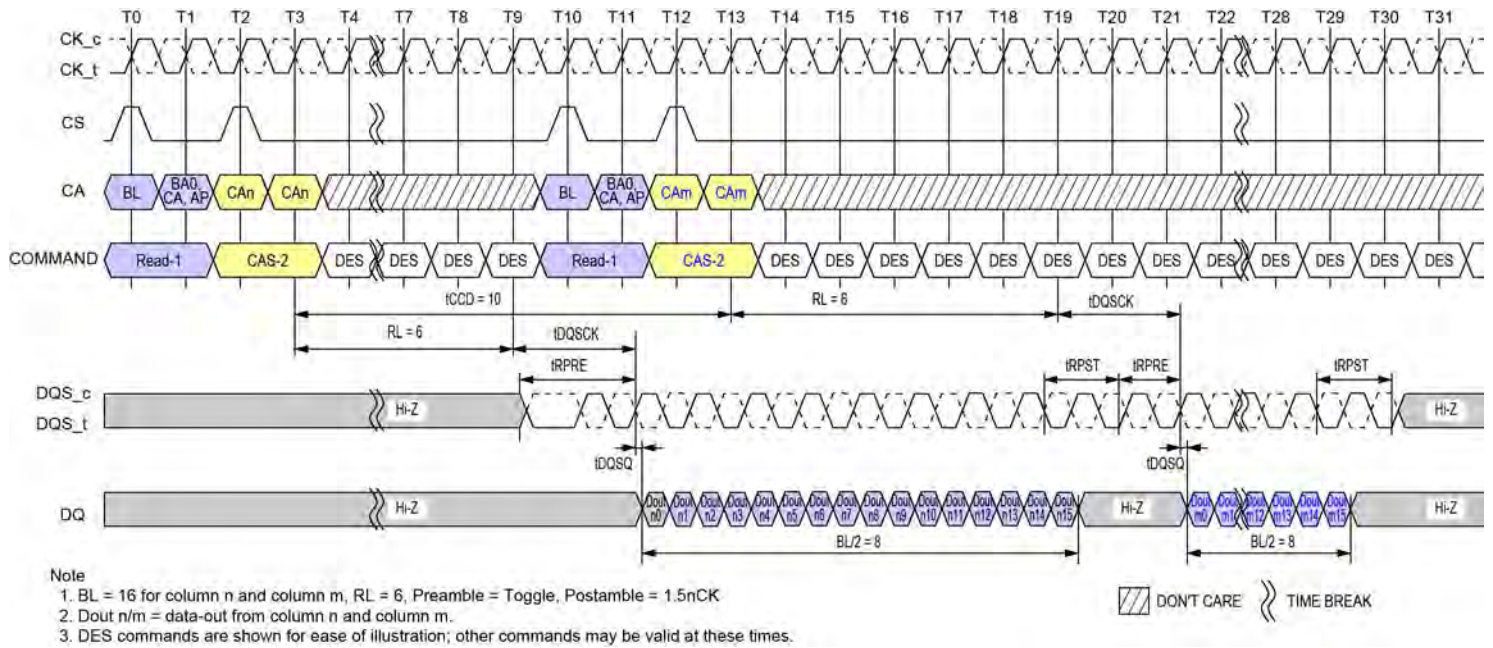 T0 T1 T2 T3 T4 T7 T8 T9 T10 T11 T12 T13 T14 T15 T16 T17 T18 T19 T20 T21 T22 T28 T29 T30 T31
CK_c
CK_t
CS
CA BL BA0, CA, AP CAn CAn BL BA0, CA, AP CAm CAm
COMMAND Read-1 CAS-2 DES DES DES DES Read-1 CAS-2 DES DES DES DES DES DES DES DES DES DES DES DES DES
tCCD = 10 RL = 6 tDQSCK
RL = 6 tDQSCK
tRPRE tRPST tRPRE tRPST
DQS_c
DQS_t
Hi-Z Hi-Z
tDQSQ tDQSQ
DQ Hi-Z Dout n0 Dout n1 Dout n2 Dout n3 Dout n4 Dout n5 Dout n6 Dout n7 Dout n8 Dout n9 Dout n10 Dout n11 Dout n12 Dout n13 Dout n14 Dout n15 Hi-Z Dout m0 Dout m1 Dout m12 Dout m13 Dout m14 Dout m15 Hi-Z
BL/2 = 8 BL/2 = 8
Note
1. BL = 16 for column n and column m, RL = 6, Preamble = Toggle, Postamble = 1.5nCK
2. Dout n/m = data-out from column n and column m.
3. DES commands are shown for ease of illustration; other commands may be valid at these times.
DON'T CARE TIME BREAK